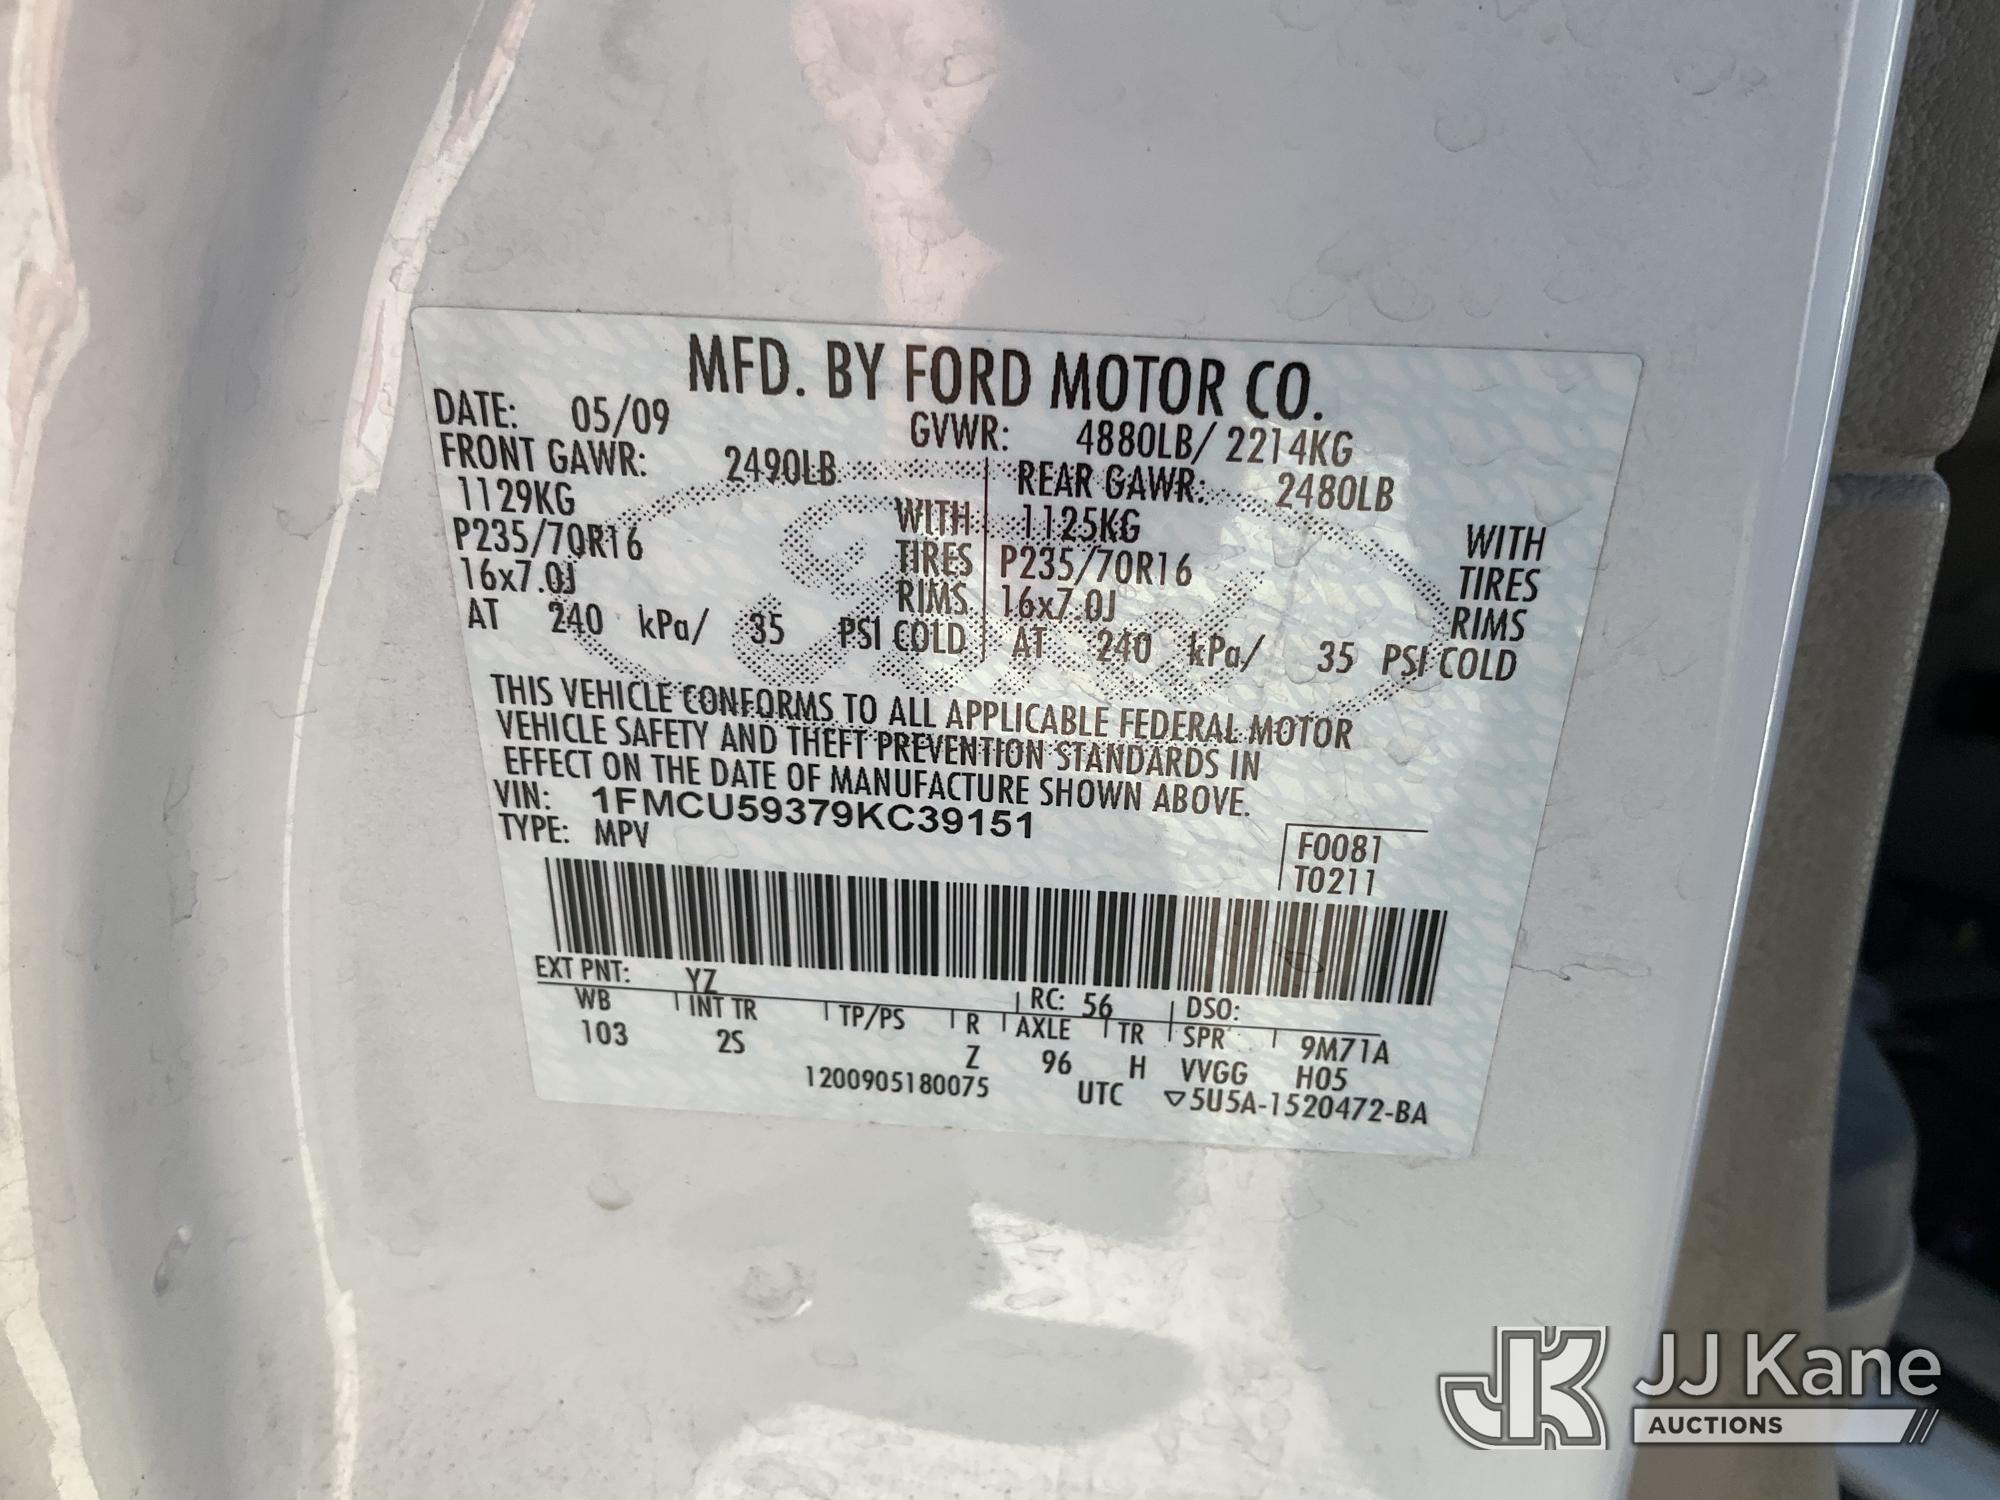 MFD. BY FORD MOTOR CO.
DATE: 05/09 GVWR: 4880LB/ 2214KG
FRONT GAWR: 2490LB REAR GAWR: 2480LB
1129KG WITH 1125KG WITH
P235/70R16 TIRES P235/70R16 TIRES
16x7.0J RIMS 16x7.0J RIMS
AT 240 kPa/ 35 PSI COLD AT 240 kPa/ 35 PSI COLD
THIS VEHICLE CONFORMS TO ALL APPLICABLE FEDERAL MOTOR
VEHICLE SAFETY AND THEFT PREVENTION STANDARDS IN
EFFECT ON THE DATE OF MANUFACTURE SHOWN ABOVE.
VIN: 1FMCU59379KC39151
TYPE: MPV F0081
T0211
EXT PNT: YZ RC: 56 DSO:
WB INT TR TP/PS R AXLE TR SPR 9M71A
103 2S Z 96 H VVGG H05
1200905180075 UTC ▽5U5A-1520472-BA
Ford
JK JJ Kane
AUCTIONS